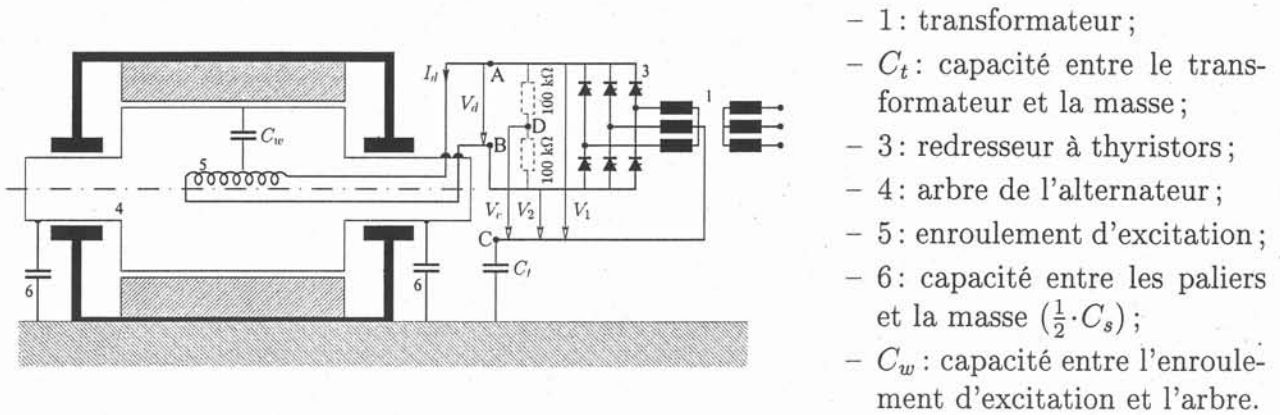 I_d
V_d
A
D
B
C
100 kΩ
100 kΩ
3
1
C_w
5
4
V_c
V_2
V_1
C_t
6
6
– 1 : transformateur ;
– C_t : capacité entre le trans-
formateur et la masse ;
– 3 : redresseur à thyristors ;
– 4 : arbre de l'alternateur ;
– 5 : enroulement d'excitation ;
– 6 : capacité entre les paliers
et la masse (½·C_s) ;
– C_w : capacité entre l'enroule-
ment d'excitation et l'arbre.